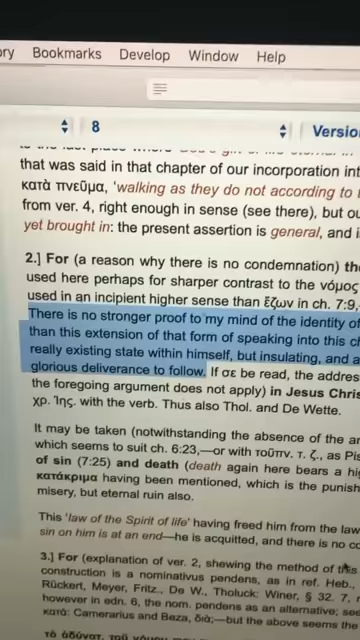 ory Bookmarks Develop Window Help
8 Versio
that was said in that chapter of our incorporation int
κατὰ πνεῦμα, 'walking as they do not according to
from ver. 4, right enough in sense (see there), but ou
yet brought in: the present assertion is general, and i
2.] For (a reason why there is no condemnation) the
used here perhaps for sharper contrast to the νόμος
used in an incipient higher sense than ἔζων in ch. 7:9,
There is no stronger proof to my mind of the identity of
than this extension of that form of speaking into this ch
really existing state within himself, but insulating, and a
glorious deliverance to follow. If σε be read, the addres
the foregoing argument does not apply) in Jesus Chris
χρ. Ἰης. with the verb. Thus also Thol. and De Wette.
It may be taken (notwithstanding the absence of the ar
which seems to suit ch. 6:23,—or with τοῦ πν. τ. ζ., as Pis
of sin (7:25) and death (death again here bears a hig
κατάκριμα having been mentioned, which is the punish
misery, but eternal ruin also.
This 'law of the Spirit of life' having freed him from the law
sin on him is at an end—he is acquitted, and there is no co
3.] For (explanation of ver. 2, shewing the method of this
construction is a nominativus pendens, as in ref. Heb.,
Rückert, Meyer, Fritz., De W., Tholuck: Winer, § 32. 7,
however in edn. 6, the nom. pendens as an alternative; see
κατά: Camerarius and Beza, διά;—but the above seems the
τὸ ἀδύνατ. τοῦ νόμου